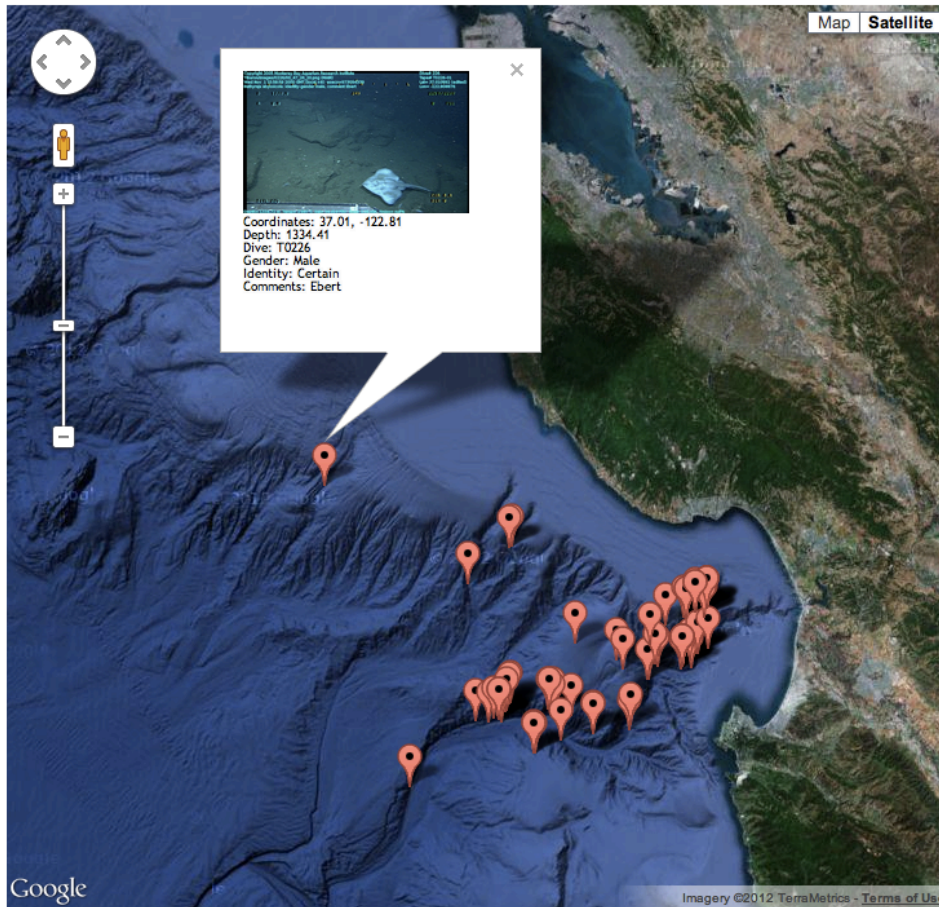 Map
Satellite
×
Coordinates: 37.01, -122.81
Depth: 1334.41
Dive: T0226
Gender: Male
Identity: Certain
Comments: Ebert
Google
Imagery ©2012 TerraMetrics - Terms of Us